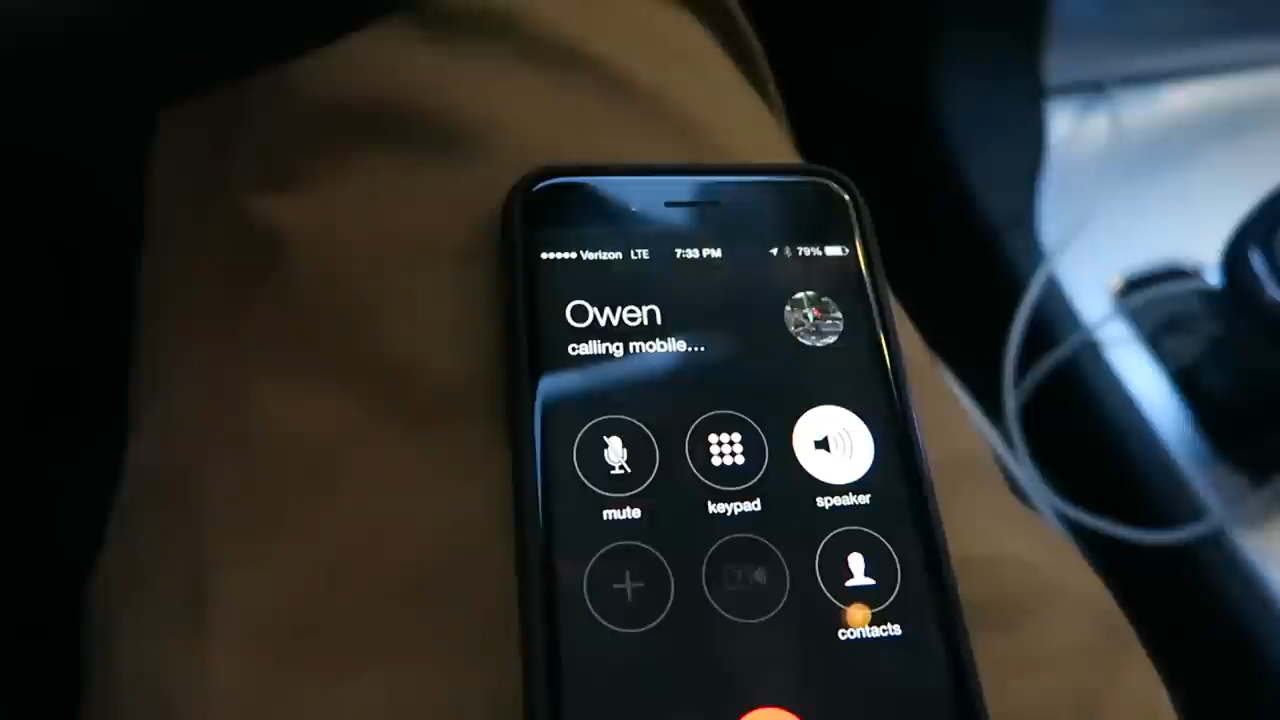 ●●●●● Verizon LTE 7:33 PM 79%
Owen
calling mobile...
mute keypad speaker
contacts